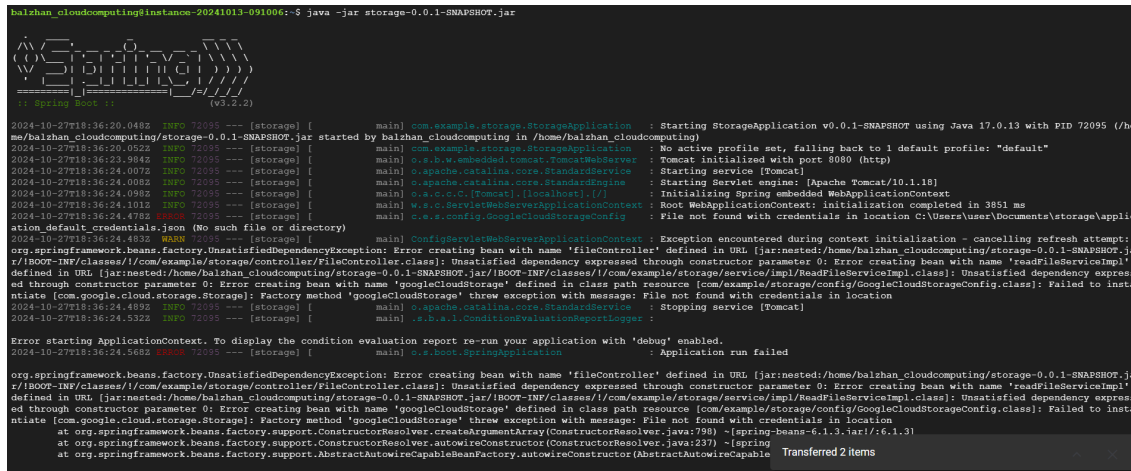 balzhan_cloudcomputing@instance-20241013-091006:~$ java -jar storage-0.0.1-SNAPSHOT.jar
:: Spring Boot ::                (v3.2.2)
2024-10-27T18:36:20.048Z  INFO 72095 --- [storage] [           main] com.example.storage.StorageApplication   : Starting StorageApplication v0.0.1-SNAPSHOT using Java 17.0.13 with PID 72095 (/ho
me/balzhan_cloudcomputing/storage-0.0.1-SNAPSHOT.jar started by balzhan_cloudcomputing in /home/balzhan_cloudcomputing)
2024-10-27T18:36:20.052Z  INFO 72095 --- [storage] [           main] com.example.storage.StorageApplication   : No active profile set, falling back to 1 default profile: "default"
2024-10-27T18:36:23.984Z  INFO 72095 --- [storage] [           main] o.s.b.w.embedded.tomcat.TomcatWebServer  : Tomcat initialized with port 8080 (http)
2024-10-27T18:36:24.007Z  INFO 72095 --- [storage] [           main] o.apache.catalina.core.StandardService   : Starting service [Tomcat]
2024-10-27T18:36:24.008Z  INFO 72095 --- [storage] [           main] o.apache.catalina.core.StandardEngine    : Starting Servlet engine: [Apache Tomcat/10.1.18]
2024-10-27T18:36:24.098Z  INFO 72095 --- [storage] [           main] o.a.c.c.C.[Tomcat].[localhost].[/]       : Initializing Spring embedded WebApplicationContext
2024-10-27T18:36:24.101Z  INFO 72095 --- [storage] [           main] w.s.c.ServletWebServerApplicationContext : Root WebApplicationContext: initialization completed in 3851 ms
2024-10-27T18:36:24.478Z ERROR 72095 --- [storage] [           main] c.e.s.config.GoogleCloudStorageConfig    : File not found with credentials in location C:\Users\user\Documents\storage\applic
ation_default_credentials.json (No such file or directory)
2024-10-27T18:36:24.483Z  WARN 72095 --- [storage] [           main] ConfigServletWebServerApplicationContext : Exception encountered during context initialization - cancelling refresh attempt:
org.springframework.beans.factory.UnsatisfiedDependencyException: Error creating bean with name 'fileController' defined in URL [jar:nested:/home/balzhan_cloudcomputing/storage-0.0.1-SNAPSHOT.ja
r/!BOOT-INF/classes/!/com/example/storage/controller/FileController.class]: Unsatisfied dependency expressed through constructor parameter 0: Error creating bean with name 'readFileServiceImpl'
defined in URL [jar:nested:/home/balzhan_cloudcomputing/storage-0.0.1-SNAPSHOT.jar/!BOOT-INF/classes/!/com/example/storage/service/impl/ReadFileServiceImpl.class]: Unsatisfied dependency express
ed through constructor parameter 0: Error creating bean with name 'googleCloudStorage' defined in class path resource [com/example/storage/config/GoogleCloudStorageConfig.class]: Failed to insta
ntiate [com.google.cloud.storage.Storage]: Factory method 'googleCloudStorage' threw exception with message: File not found with credentials in location
2024-10-27T18:36:24.489Z  INFO 72095 --- [storage] [           main] o.apache.catalina.core.StandardService   : Stopping service [Tomcat]
2024-10-27T18:36:24.532Z  INFO 72095 --- [storage] [           main] .s.b.a.l.ConditionEvaluationReportLogger :
Error starting ApplicationContext. To display the condition evaluation report re-run your application with 'debug' enabled.
2024-10-27T18:36:24.568Z ERROR 72095 --- [storage] [           main] o.s.boot.SpringApplication               : Application run failed
org.springframework.beans.factory.UnsatisfiedDependencyException: Error creating bean with name 'fileController' defined in URL [jar:nested:/home/balzhan_cloudcomputing/storage-0.0.1-SNAPSHOT.ja
r/!BOOT-INF/classes/!/com/example/storage/controller/FileController.class]: Unsatisfied dependency expressed through constructor parameter 0: Error creating bean with name 'readFileServiceImpl'
defined in URL [jar:nested:/home/balzhan_cloudcomputing/storage-0.0.1-SNAPSHOT.jar/!BOOT-INF/classes/!/com/example/storage/service/impl/ReadFileServiceImpl.class]: Unsatisfied dependency express
ed through constructor parameter 0: Error creating bean with name 'googleCloudStorage' defined in class path resource [com/example/storage/config/GoogleCloudStorageConfig.class]: Failed to insta
ntiate [com.google.cloud.storage.Storage]: Factory method 'googleCloudStorage' threw exception with message: File not found with credentials in location
at org.springframework.beans.factory.support.ConstructorResolver.createArgumentArray(ConstructorResolver.java:798) ~[spring-beans-6.1.3.jar!/:6.1.3]
at org.springframework.beans.factory.support.ConstructorResolver.autowireConstructor(ConstructorResolver.java:237) ~[spring
at org.springframework.beans.factory.support.AbstractAutowireCapableBeanFactory.autowireConstructor(AbstractAutowireCapable
Transferred 2 items